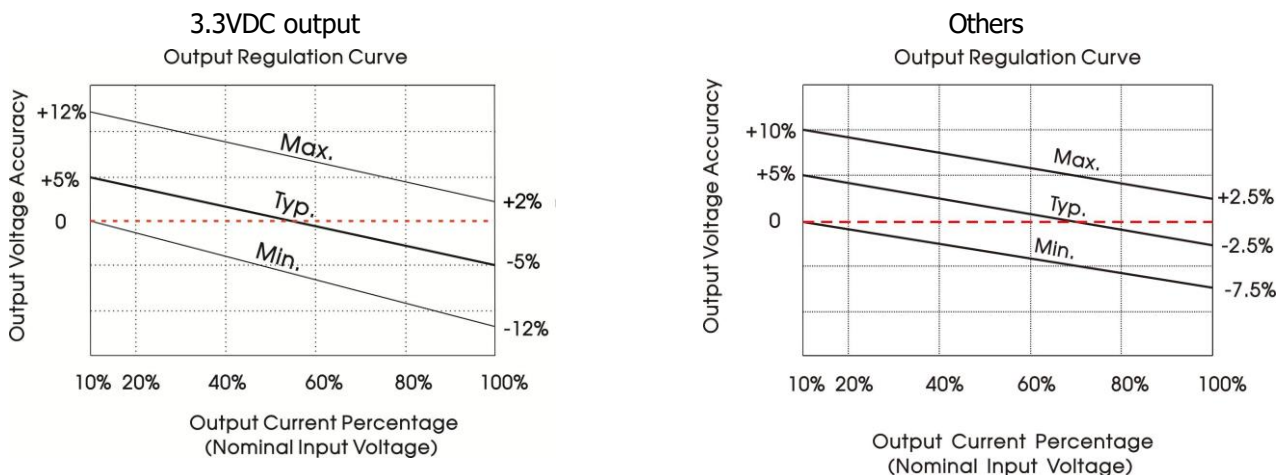 3.3VDC output
Output Regulation Curve
Output Voltage Accuracy
+12%
+5%
0
Max.
Typ.
Min.
+2%
-5%
-12%
10% 20% 40% 60% 80% 100%
Output Current Percentage
(Nominal Input Voltage)
Others
Output Regulation Curve
Output Voltage Accuracy
+10%
+5%
0
Max.
Typ.
Min.
+2.5%
-2.5%
-7.5%
10% 20% 40% 60% 80% 100%
Output Current Percentage
(Nominal Input Voltage)